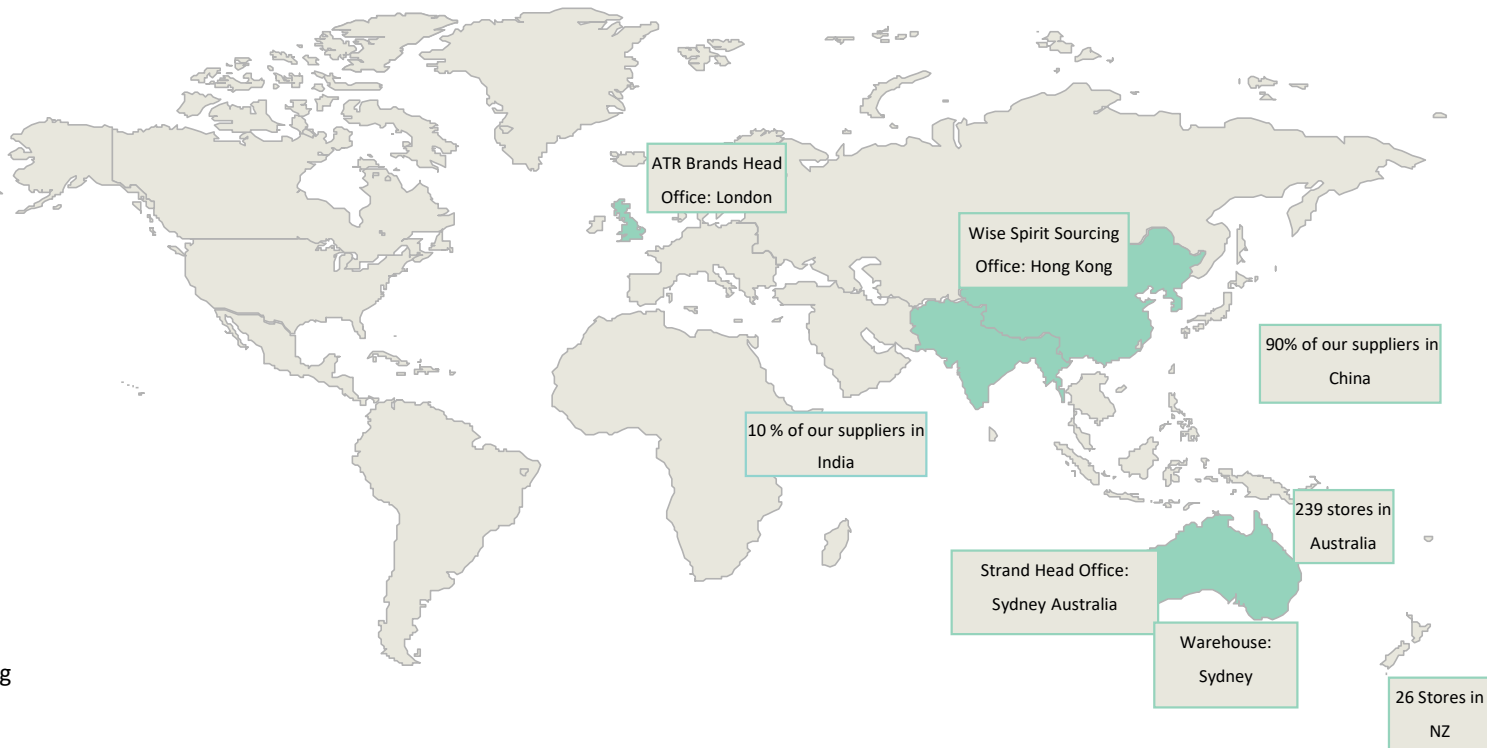 ATR Brands Head
Office: London
Wise Spirit Sourcing
Office: Hong Kong
90% of our suppliers in
China
10 % of our suppliers in
India
239 stores in
Australia
Strand Head Office:
Sydney Australia
Warehouse:
Sydney
g
26 Stores in
NZ